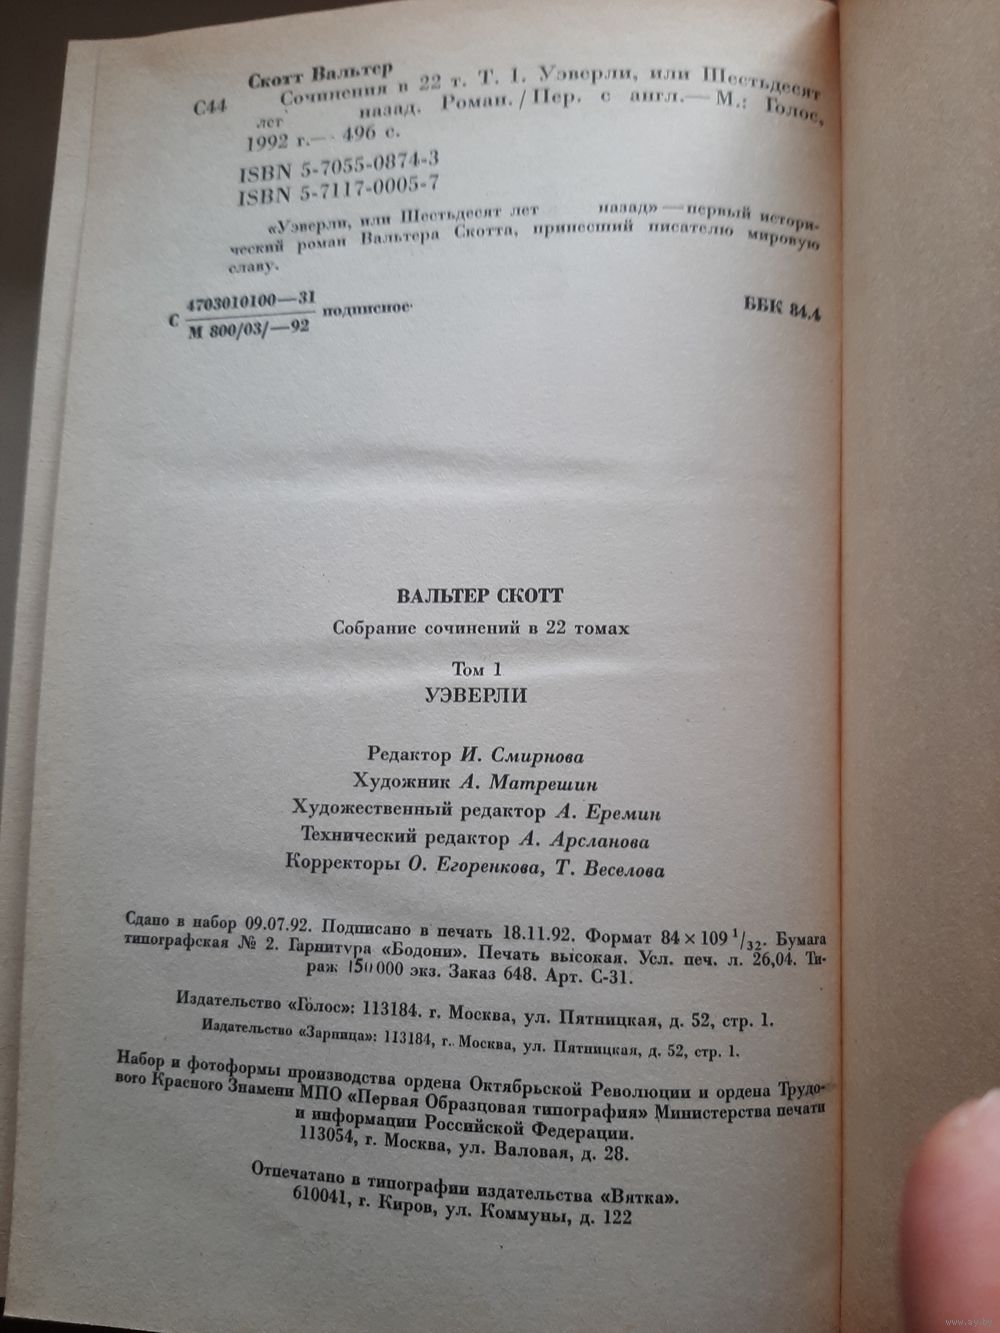 Скотт Вальтер
С44 Сочинения в 22 т. Т. 1. Уэверли, или Шестьдесят
лет назад. Роман. / Пер. с англ.— М.: Голос,
1992 г.— 496 с.
ISBN 5-7055-0874-3
ISBN 5-7117-0005-7
«Уэверли, или Шестьдесят лет назад» — первый истори-
ческий роман Вальтера Скотта, принесший писателю мировую
славу.
С 4703010100—31 подписное
М 800/03/—92
ББК 84.4
ВАЛЬТЕР СКОТТ
Собрание сочинений в 22 томах
Том 1
УЭВЕРЛИ
Редактор И. Смирнова
Художник А. Матрешин
Художественный редактор А. Еремин
Технический редактор А. Арсланова
Корректоры О. Егоренкова, Т. Веселова
Сдано в набор 09.07.92. Подписано в печать 18.11.92. Формат 84 × 109 1/32. Бумага
типографская № 2. Гарнитура «Бодони». Печать высокая. Усл. печ. л. 26,04. Ти-
раж 150 000 экз. Заказ 648. Арт. С-31.
Издательство «Голос»: 113184. г. Москва, ул. Пятницкая, д. 52, стр. 1.
Издательство «Зарница»: 113184, г. Москва, ул. Пятницкая, д. 52, стр. 1.
Набор и фотоформы производства ордена Октябрьской Революции и ордена Трудо-
вого Красного Знамени МПО «Первая Образцовая типография» Министерства печати
и информации Российской Федерации.
113054, г. Москва, ул. Валовая, д. 28.
Отпечатано в типографии издательства «Вятка».
610041, г. Киров, ул. Коммуны, д. 122
www.ay.by